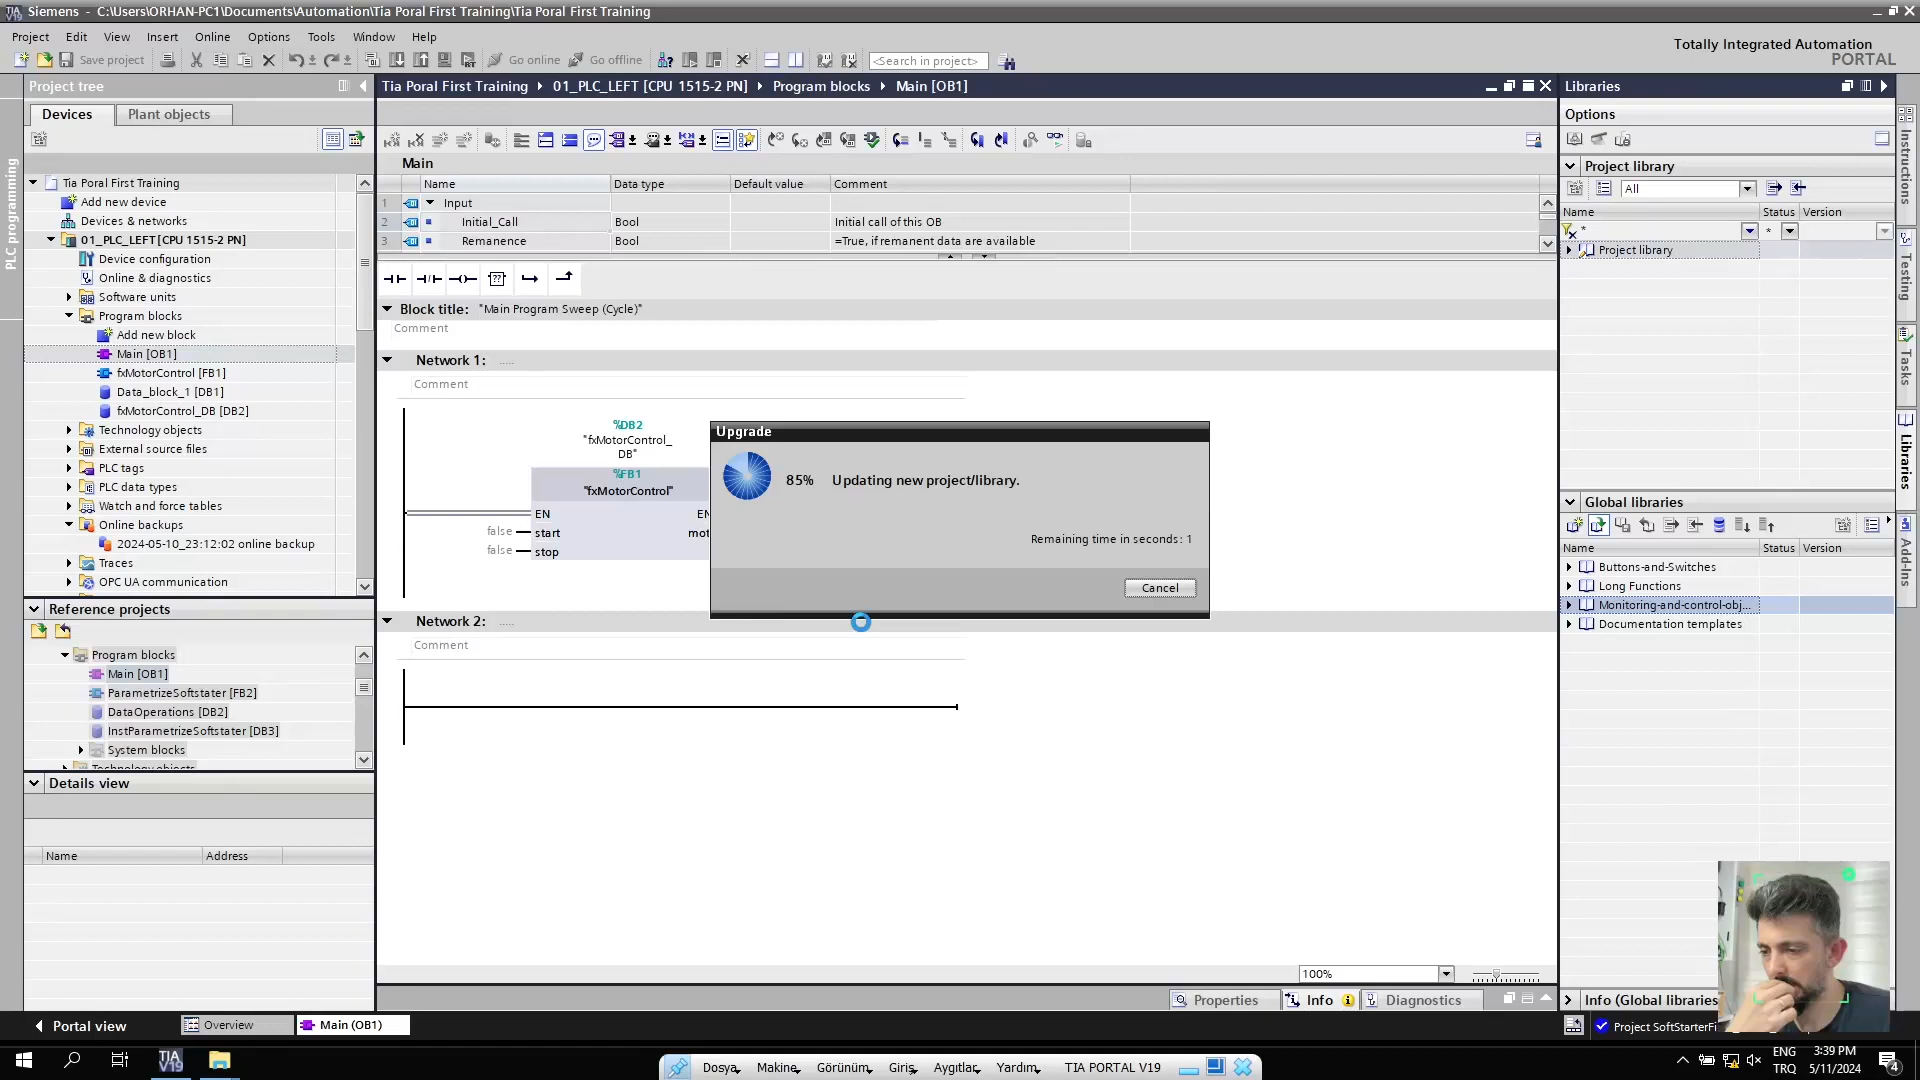 Siemens - C:\Users\ORHAN-PC1\Documents\Automation\Tia Poral First Training\Tia Poral First Training
Project Edit View Insert Online Options Tools Window Help
Totally Integrated Automation
PORTAL
Save project Go online Go offline <Search in project>
Project tree
Tia Poral First Training 01_PLC_LEFT [CPU 1515-2 PN] Program blocks Main [OB1]
Libraries
Devices Plant objects
Options
PLC programming
Main
Project library
All
Name Data type Default value Comment
1 Input
2 Initial_Call Bool Initial call of this OB
3 Remanence Bool =True, if remanent data are available
Name Status Version
* *
Project library
Tia Poral First Training
Add new device
Devices & networks
01_PLC_LEFT [CPU 1515-2 PN]
Device configuration
Online & diagnostics
Software units
Program blocks
Add new block
Main [OB1]
fxMotorControl [FB1]
Data_block_1 [DB1]
fxMotorControl_DB [DB2]
Technology objects
External source files
PLC tags
PLC data types
Watch and force tables
Online backups
2024-05-10_23:12:02 online backup
Traces
OPC UA communication
Block title: "Main Program Sweep (Cycle)"
Comment
Network 1: .....
Comment
%DB2
"fxMotorControl_
DB"
%FB1
"fxMotorControl"
EN EN
false start mot
false stop
Upgrade
85% Updating new project/library.
Remaining time in seconds: 1
Cancel
Network 2: .....
Comment
Reference projects
Program blocks
Main [OB1]
ParametrizeSoftstater [FB2]
DataOperations [DB2]
InstParametrizeSoftstater [DB3]
System blocks
Technology objects
Details view
Name Address
Global libraries
Name Status Version
Buttons-and-Switches
Long Functions
Monitoring-and-control-obj...
Documentation templates
Instructions
Testing
Tasks
Libraries
Add-Ins
100%
Properties Info Diagnostics
Info (Global libraries
Portal view Overview Main (OB1)
Project SoftStarterFi
TIA
V19
Dosya Makine Görünüm Giriş Aygıtlar Yardım TIA PORTAL V19
ENG
TRQ
3:39 PM
5/11/2024
4